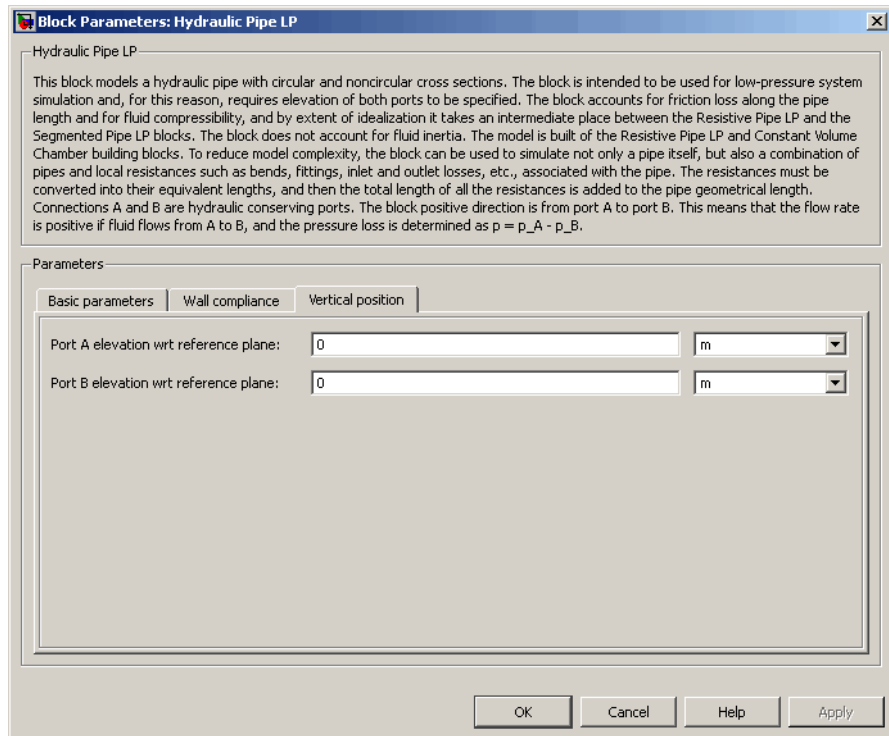 Block Parameters: Hydraulic Pipe LP
Hydraulic Pipe LP
This block models a hydraulic pipe with circular and noncircular cross sections. The block is intended to be used for low-pressure system
simulation and, for this reason, requires elevation of both ports to be specified. The block accounts for friction loss along the pipe
length and for fluid compressibility, and by extent of idealization it takes an intermediate place between the Resistive Pipe LP and the
Segmented Pipe LP blocks. The block does not account for fluid inertia. The model is built of the Resistive Pipe LP and Constant Volume
Chamber building blocks. To reduce model complexity, the block can be used to simulate not only a pipe itself, but also a combination of
pipes and local resistances such as bends, fittings, inlet and outlet losses, etc., associated with the pipe. The resistances must be
converted into their equivalent lengths, and then the total length of all the resistances is added to the pipe geometrical length.
Connections A and B are hydraulic conserving ports. The block positive direction is from port A to port B. This means that the flow rate
is positive if fluid flows from A to B, and the pressure loss is determined as p = p_A - p_B.
Parameters
Basic parameters Wall compliance Vertical position
Port A elevation wrt reference plane: 0 m
Port B elevation wrt reference plane: 0 m
OK Cancel Help Apply